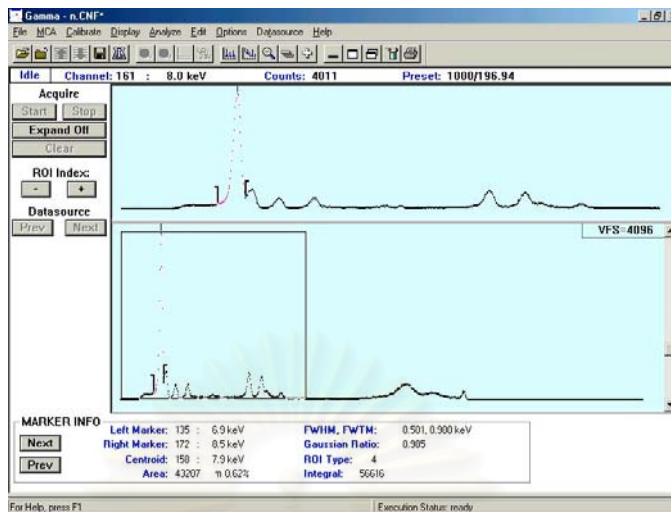 Gamma - n.CNF*
File MCA Calibrate Display Analyze Edit Options Datasource Help
Idle Channel: 161 : 8.0 keV Counts: 4011 Preset: 1000/196.94
Acquire
Start Stop
Expand Off
Clear
ROI Index:
- +
Datasource
Prev Next
VFS=4096
MARKER INFO
Next
Prev
Left Marker: 135 : 6.9 keV FWHM, FWTM: 0.501, 0.900 keV
Right Marker: 172 : 8.5 keV Gaussian Ratio: 0.985
Centroid: 158 : 7.9 keV ROI Type: 4
Area: 43207 ± 0.62% Integral: 56616
For Help, press F1 Execution Status: ready